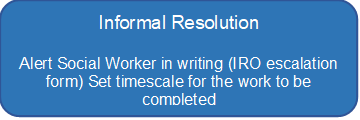 Informal Resolution
Alert Social Worker in writing (IRO escalation
form) Set timescale for the work to be
completed